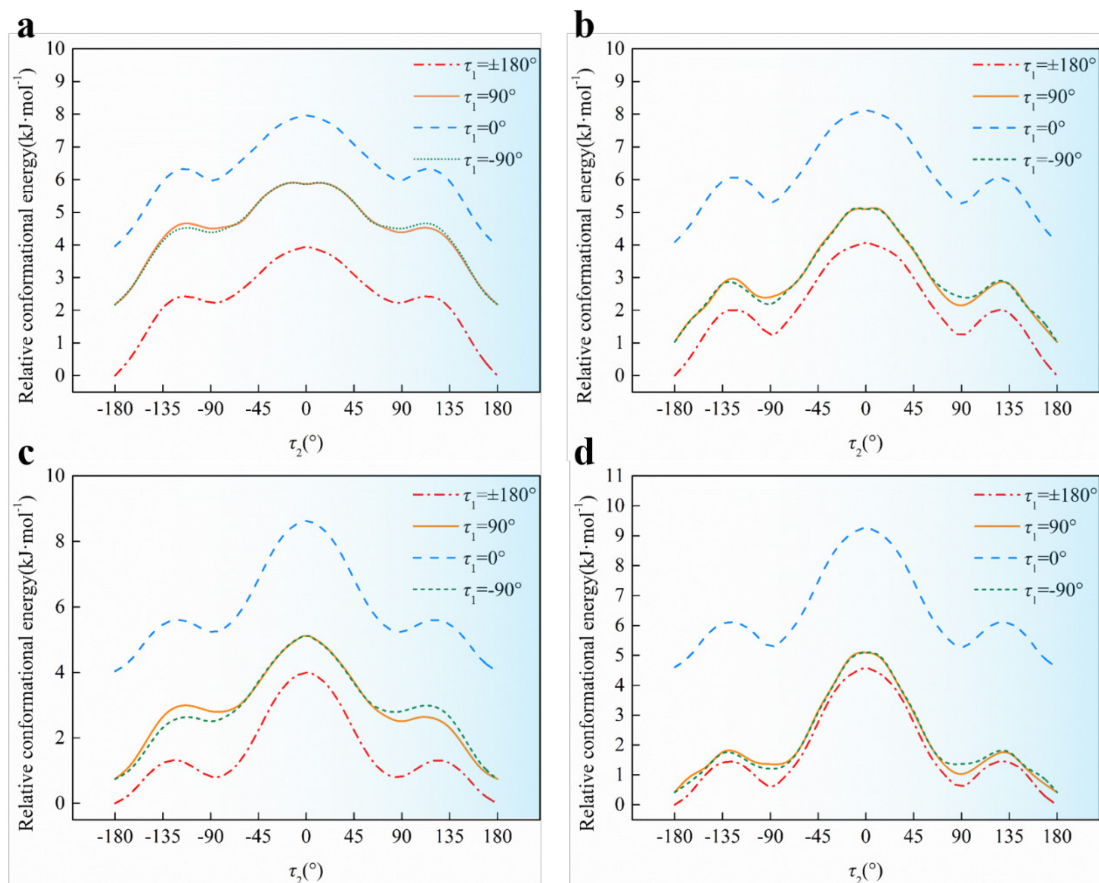 a
10
9
8
7
6
5
4
3
2
1
0
Relative conformational energy(kJ·mol⁻¹)
τ₁=±180°
τ₁=90°
τ₁=0°
τ₁=-90°
-180 -135 -90 -45 0 45 90 135 180
τ₂(°)
b
10
9
8
7
6
5
4
3
2
1
0
Relative conformational energy(kJ·mol⁻¹)
τ₁=±180°
τ₁=90°
τ₁=0°
τ₁=-90°
-180 -135 -90 -45 0 45 90 135 180
τ₂(°)
c
10
8
6
4
2
0
Relative conformational energy(kJ·mol⁻¹)
τ₁=±180°
τ₁=90°
τ₁=0°
τ₁=-90°
-180 -135 -90 -45 0 45 90 135 180
τ₂(°)
d
11
10
9
8
7
6
5
4
3
2
1
0
Relative conformational energy(kJ·mol⁻¹)
τ₁=±180°
τ₁=90°
τ₁=0°
τ₁=-90°
-180 -135 -90 -45 0 45 90 135 180
τ₂(°)